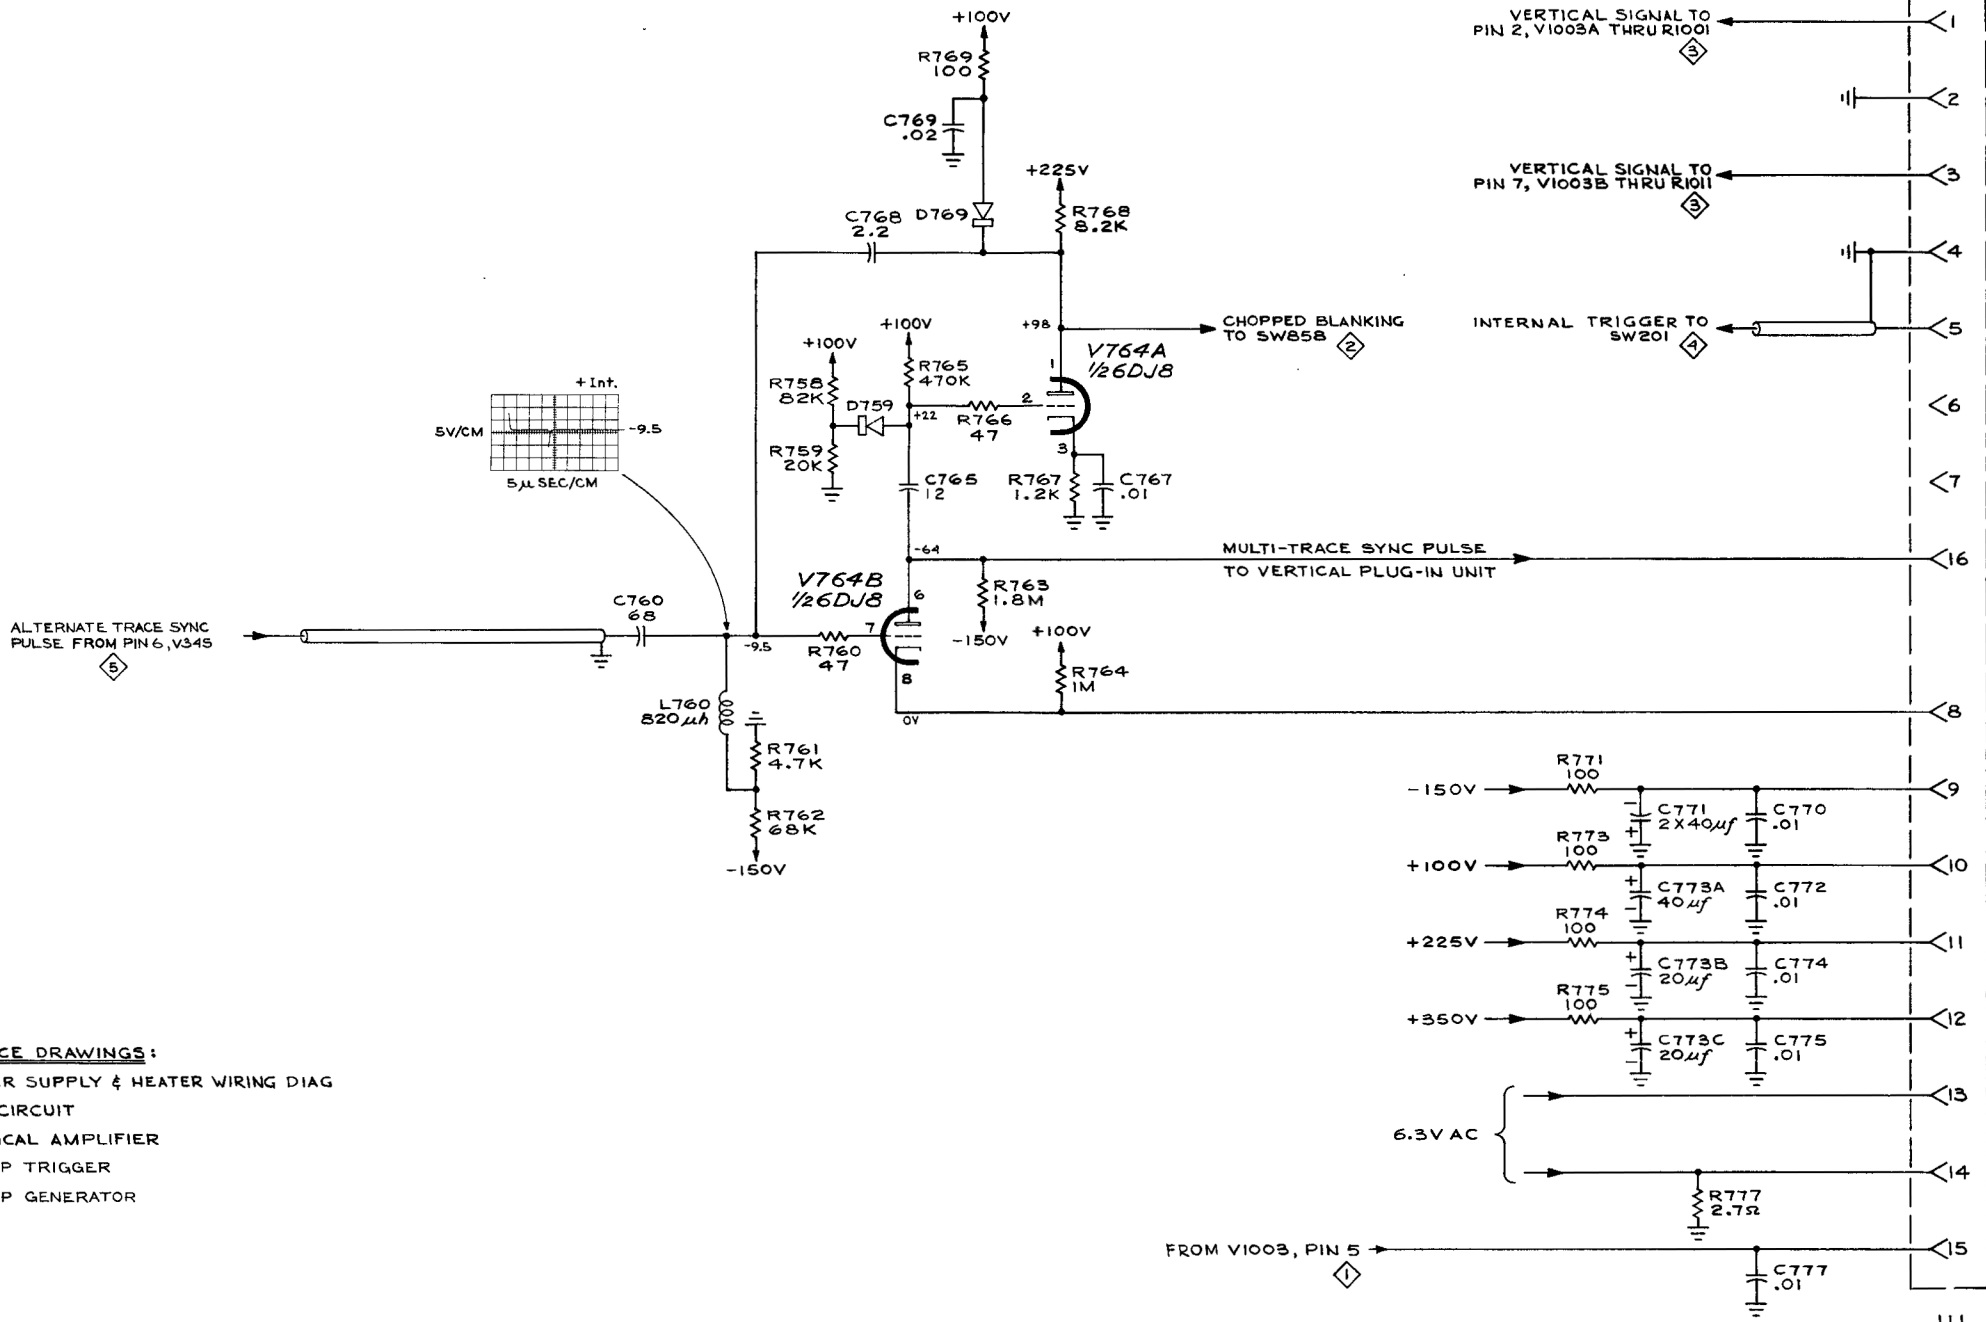 +100V
R769
100
C769
.02
+225V
C768
2.2
D769
R768
8.2K
+98
CHOPPED BLANKING
TO SW858
2
+100V
+100V
R758
82K
R765
470K
D759
+22
R766
47
2
1
V764A
1/2 6DJ8
3
R759
20K
C765
12
R767
1.2K
C767
.01
+Int.
5V/CM
-9.5
5µ SEC/CM
-64
MULTI-TRACE SYNC PULSE
TO VERTICAL PLUG-IN UNIT
V764B
1/2 6DJ8
6
R763
1.8M
-150V
+100V
R764
1M
ALTERNATE TRACE SYNC
PULSE FROM PIN 6, V345
5
C760
68
-9.5
R760
47
7
8
0V
L760
820µh
R761
4.7K
R762
68K
-150V
VERTICAL SIGNAL TO
PIN 2, V1003A THRU R1001
3
1
2
VERTICAL SIGNAL TO
PIN 7, V1003B THRU R1011
3
3
4
INTERNAL TRIGGER TO
SW201
4
5
6
7
16
8
-150V
R771
100
C771
2X40µf
C770
.01
9
+100V
R773
100
C773A
40µf
C772
.01
10
+225V
R774
100
C773B
20µf
C774
.01
11
+350V
R775
100
C773C
20µf
C775
.01
12
6.3V AC
13
14
R777
2.7Ω
FROM V1003, PIN 5
1
C777
.01
15
CE DRAWINGS:
R SUPPLY & HEATER WIRING DIAG
CIRCUIT
ICAL AMPLIFIER
P TRIGGER
P GENERATOR